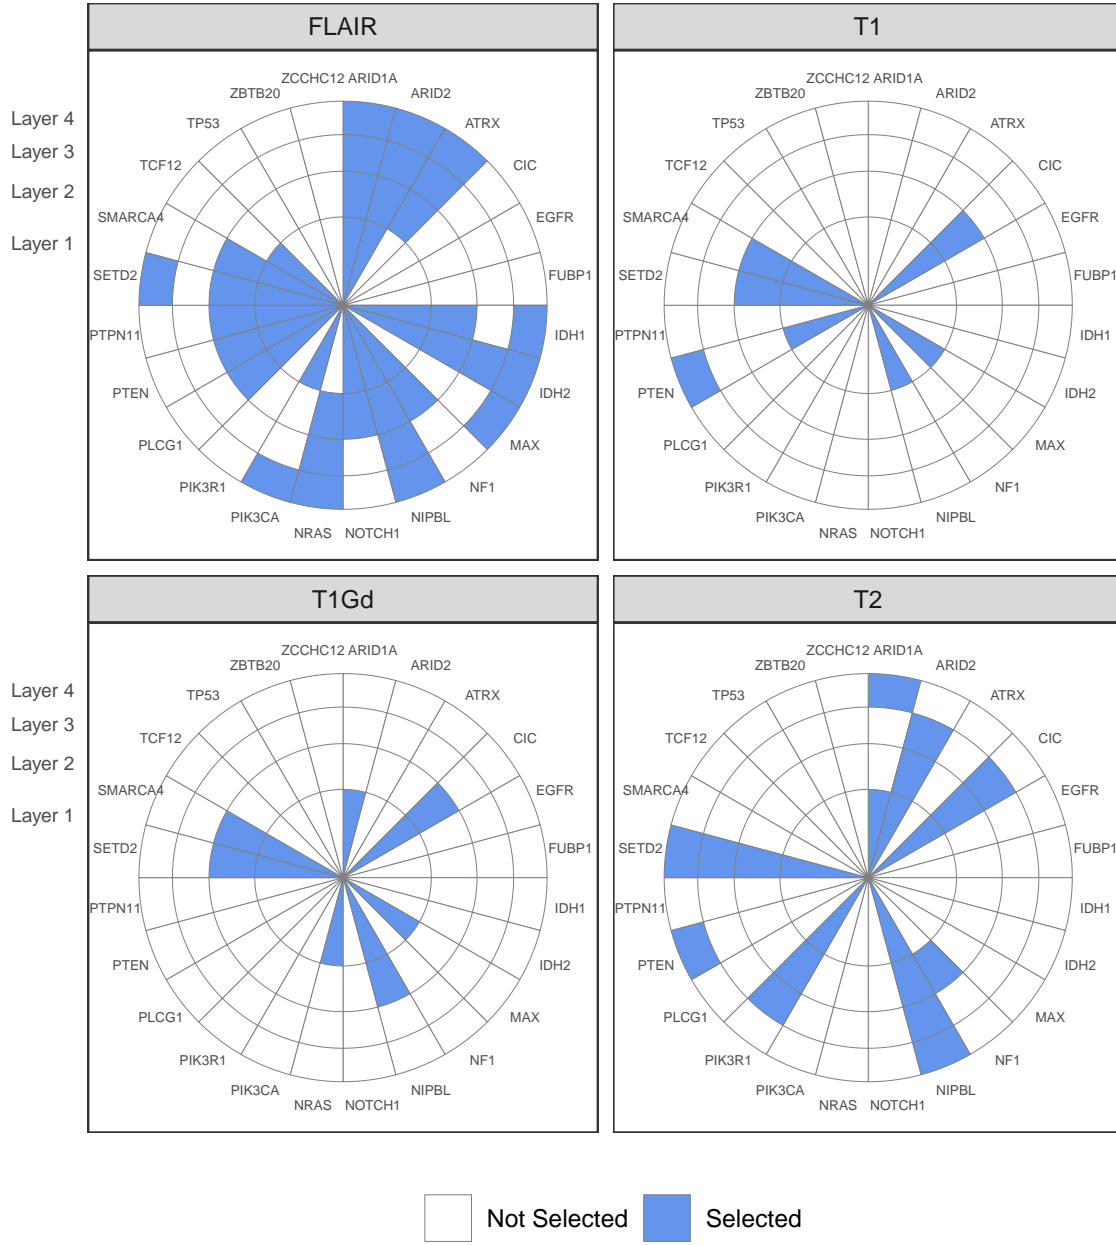 FLAIR
T1
ZCCHC12 ARID1A
ZBTB20 ARID2
TP53 ATRX
TCF12 CIC
SMARCA4 EGFR
SETD2 FUBP1
PTPN11 IDH1
PTEN IDH2
PLCG1 MAX
PIK3R1 NF1
PIK3CA NIPBL
NRAS NOTCH1
Layer 4
Layer 3
Layer 2
Layer 1
ZCCHC12 ARID1A
ZBTB20 ARID2
TP53 ATRX
TCF12 CIC
SMARCA4 EGFR
SETD2 FUBP1
PTPN11 IDH1
PTEN IDH2
PLCG1 MAX
PIK3R1 NF1
PIK3CA NIPBL
NRAS NOTCH1
T1Gd
T2
ZCCHC12 ARID1A
ZBTB20 ARID2
TP53 ATRX
TCF12 CIC
SMARCA4 EGFR
SETD2 FUBP1
PTPN11 IDH1
PTEN IDH2
PLCG1 MAX
PIK3R1 NF1
PIK3CA NIPBL
NRAS NOTCH1
Layer 4
Layer 3
Layer 2
Layer 1
ZCCHC12 ARID1A
ZBTB20 ARID2
TP53 ATRX
TCF12 CIC
SMARCA4 EGFR
SETD2 FUBP1
PTPN11 IDH1
PTEN IDH2
PLCG1 MAX
PIK3R1 NF1
PIK3CA NIPBL
NRAS NOTCH1
Not Selected Selected